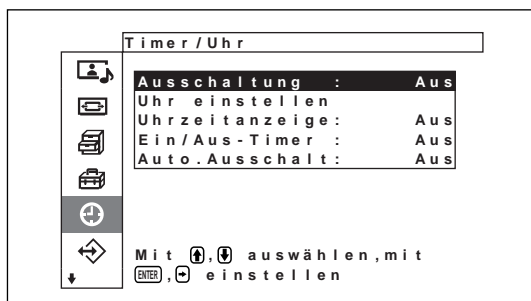 Timer/Uhr
Ausschaltung : Aus
Uhr einstellen
Uhrzeitanzeige: Aus
Ein/Aus-Timer : Aus
Auto.Ausschalt: Aus
Mit ↑,↓ auswählen,mit
ENTER,→ einstellen